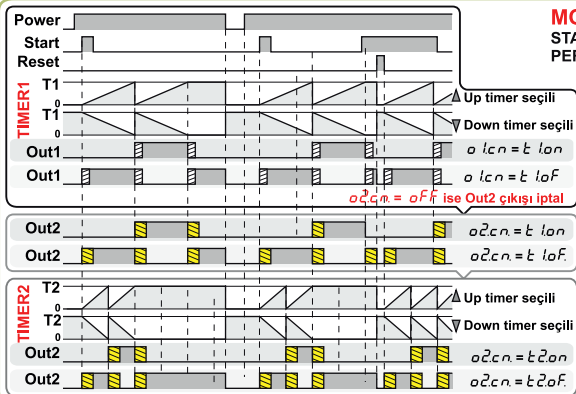 MO
STA
PER
Power
Start
Reset
TIMER1
T1
0
Up timer seçili
T1
0
Down timer seçili
Out1
o1.cn = t1.on
Out1
o1.cn = t1.oF
o2.cn. = oFF ise Out2 çıkışı iptal
Out2
o2.cn. = t1.on
Out2
o2.cn. = t1.oF.
TIMER2
T2
0
Up timer seçili
T2
0
Down timer seçili
Out2
o2.cn. = t2.on
Out2
o2.cn. = t2.oF.